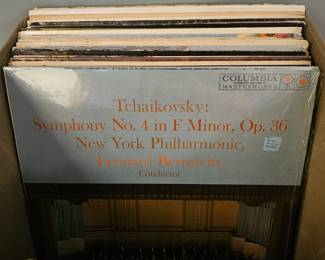 COLUMBIA
MASTERWORKS
Tchaikovsky:
Symphony No. 4 in F Minor, Op. 36
New York Philharmonic,
Leonard Bernstein,
Conductor